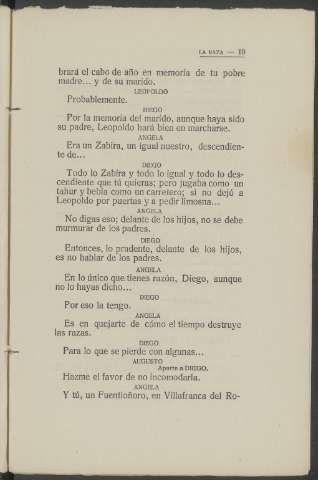 LA RAZA — 19
brará el cabo de año en memoria de tu pobre
madre... y de su marido.
LEOPOLDO
Probablemente.
DIEGO
Por la memoria del marido, aunque haya sido
su padre, Leopoldo hará bien en marcharse.
ANGELA
Era un Zabíra, un igual nuestro, descendien-
te de...
DIEGO
Todo lo Zabíra y todo lo igual y todo lo des-
cendiente que tú quieras; pero jugaba como un
tahur y bebía como un carretero; si no dejó a
Leopoldo por puertas y a pedir limosna...
ANGELA
No digas eso; delante de los hijos, no se debe
murmurar de los padres.
DIEGO
Entonces, lo prudente, delante de los hijos,
es no hablar de los padres.
ANGELA
En lo único que tienes razón, Diego, aunque
no lo hayas dicho...
DIEGO
Por eso la tengo.
ANGELA
Es en quejarte de cómo el tiempo destruye
las razas.
DIEGO
Para lo que se pierde con algunas...
AUGUSTO
Aparte a DIEGO.
Hazme el favor de no incomodarla.
ANGELA
Y tú, un Fuentioñoro, en Villafranca del Ro-